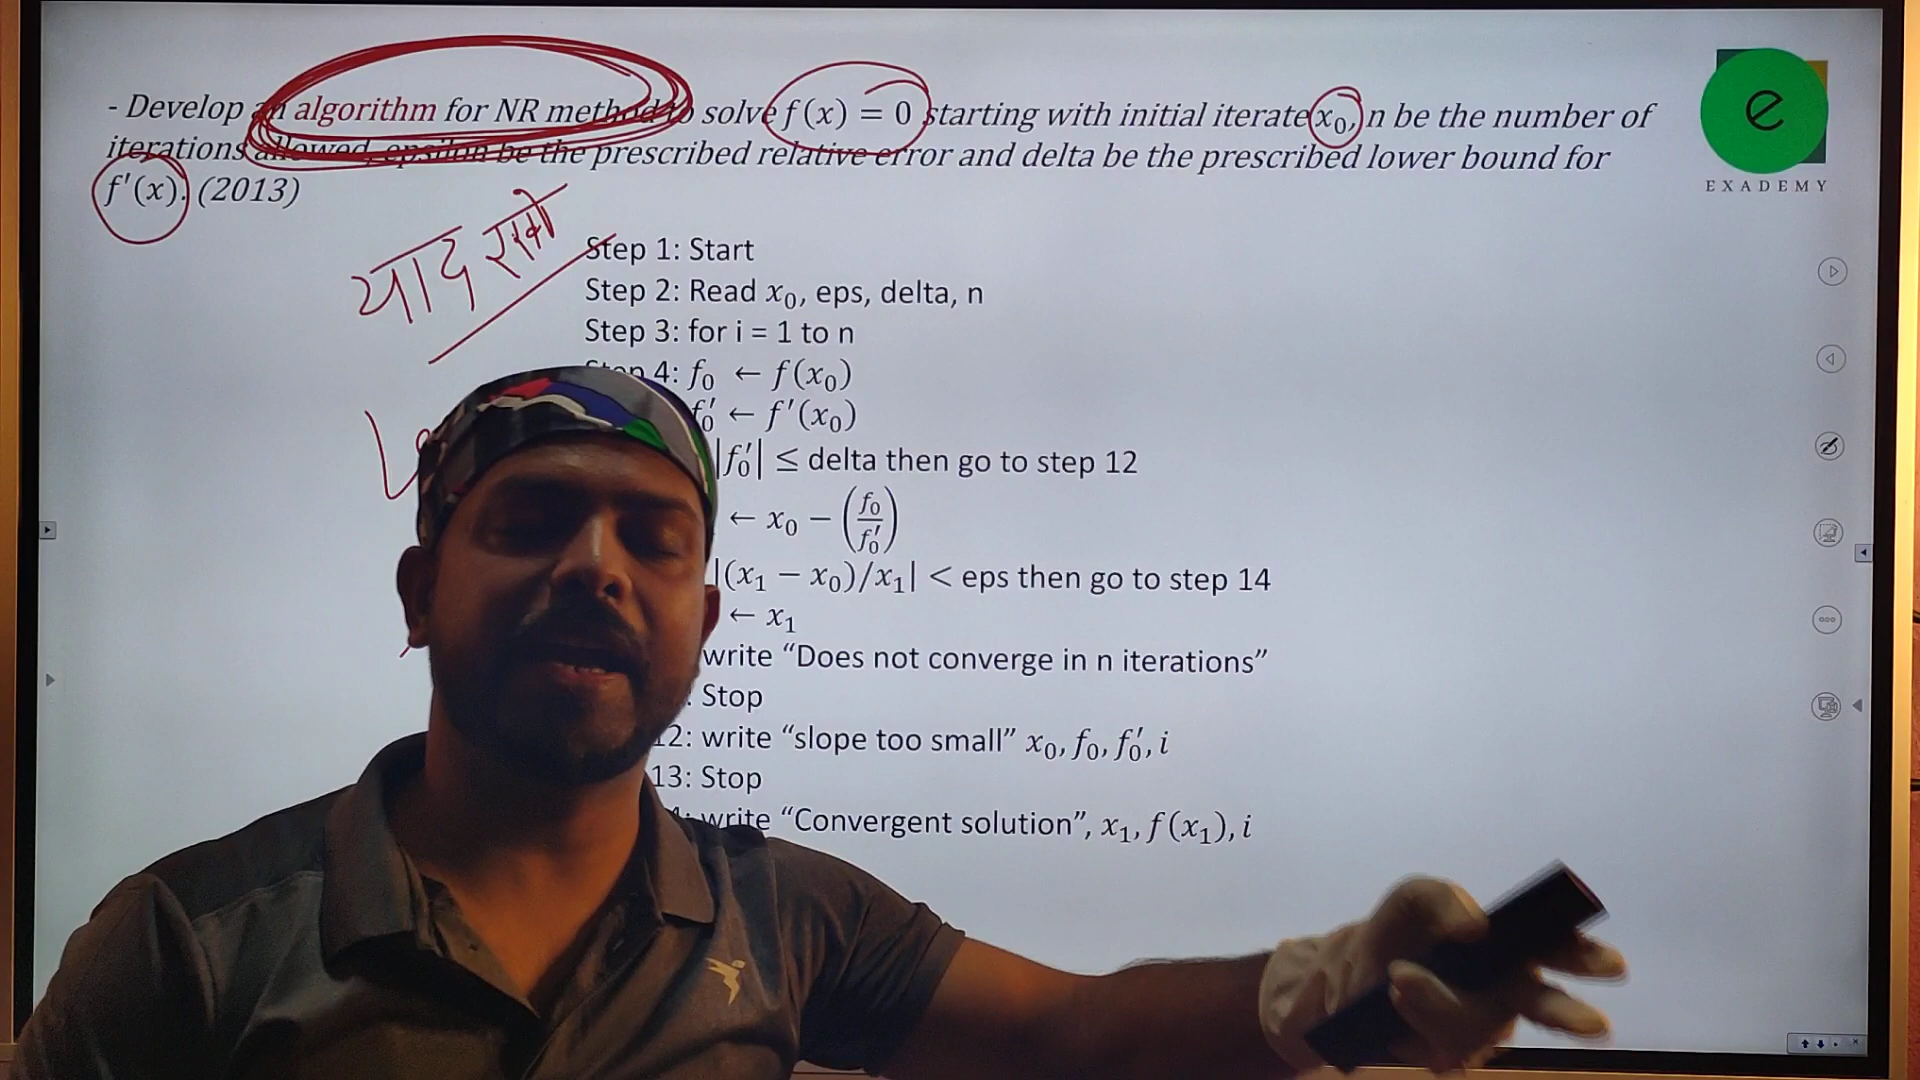 - Develop an algorithm for NR method to solve f(x) = 0 starting with initial iterate x₀, n be the number of
iterations allowed, epsilon be the prescribed relative error and delta be the prescribed lower bound for
f'(x). (2013)
e
EXADEMY
याद रखो
Step 1: Start
Step 2: Read x₀, eps, delta, n
Step 3: for i = 1 to n
4: f₀ ← f(x₀)
f₀′ ← f'(x₀)
|f₀′| ≤ delta then go to step 12
← x₀ − (f₀/f₀′)
|(x₁ − x₀)/x₁| < eps then go to step 14
← x₁
write “Does not converge in n iterations”
: Stop
12: write “slope too small” x₀, f₀, f₀′, i
13: Stop
write “Convergent solution”, x₁, f(x₁), i